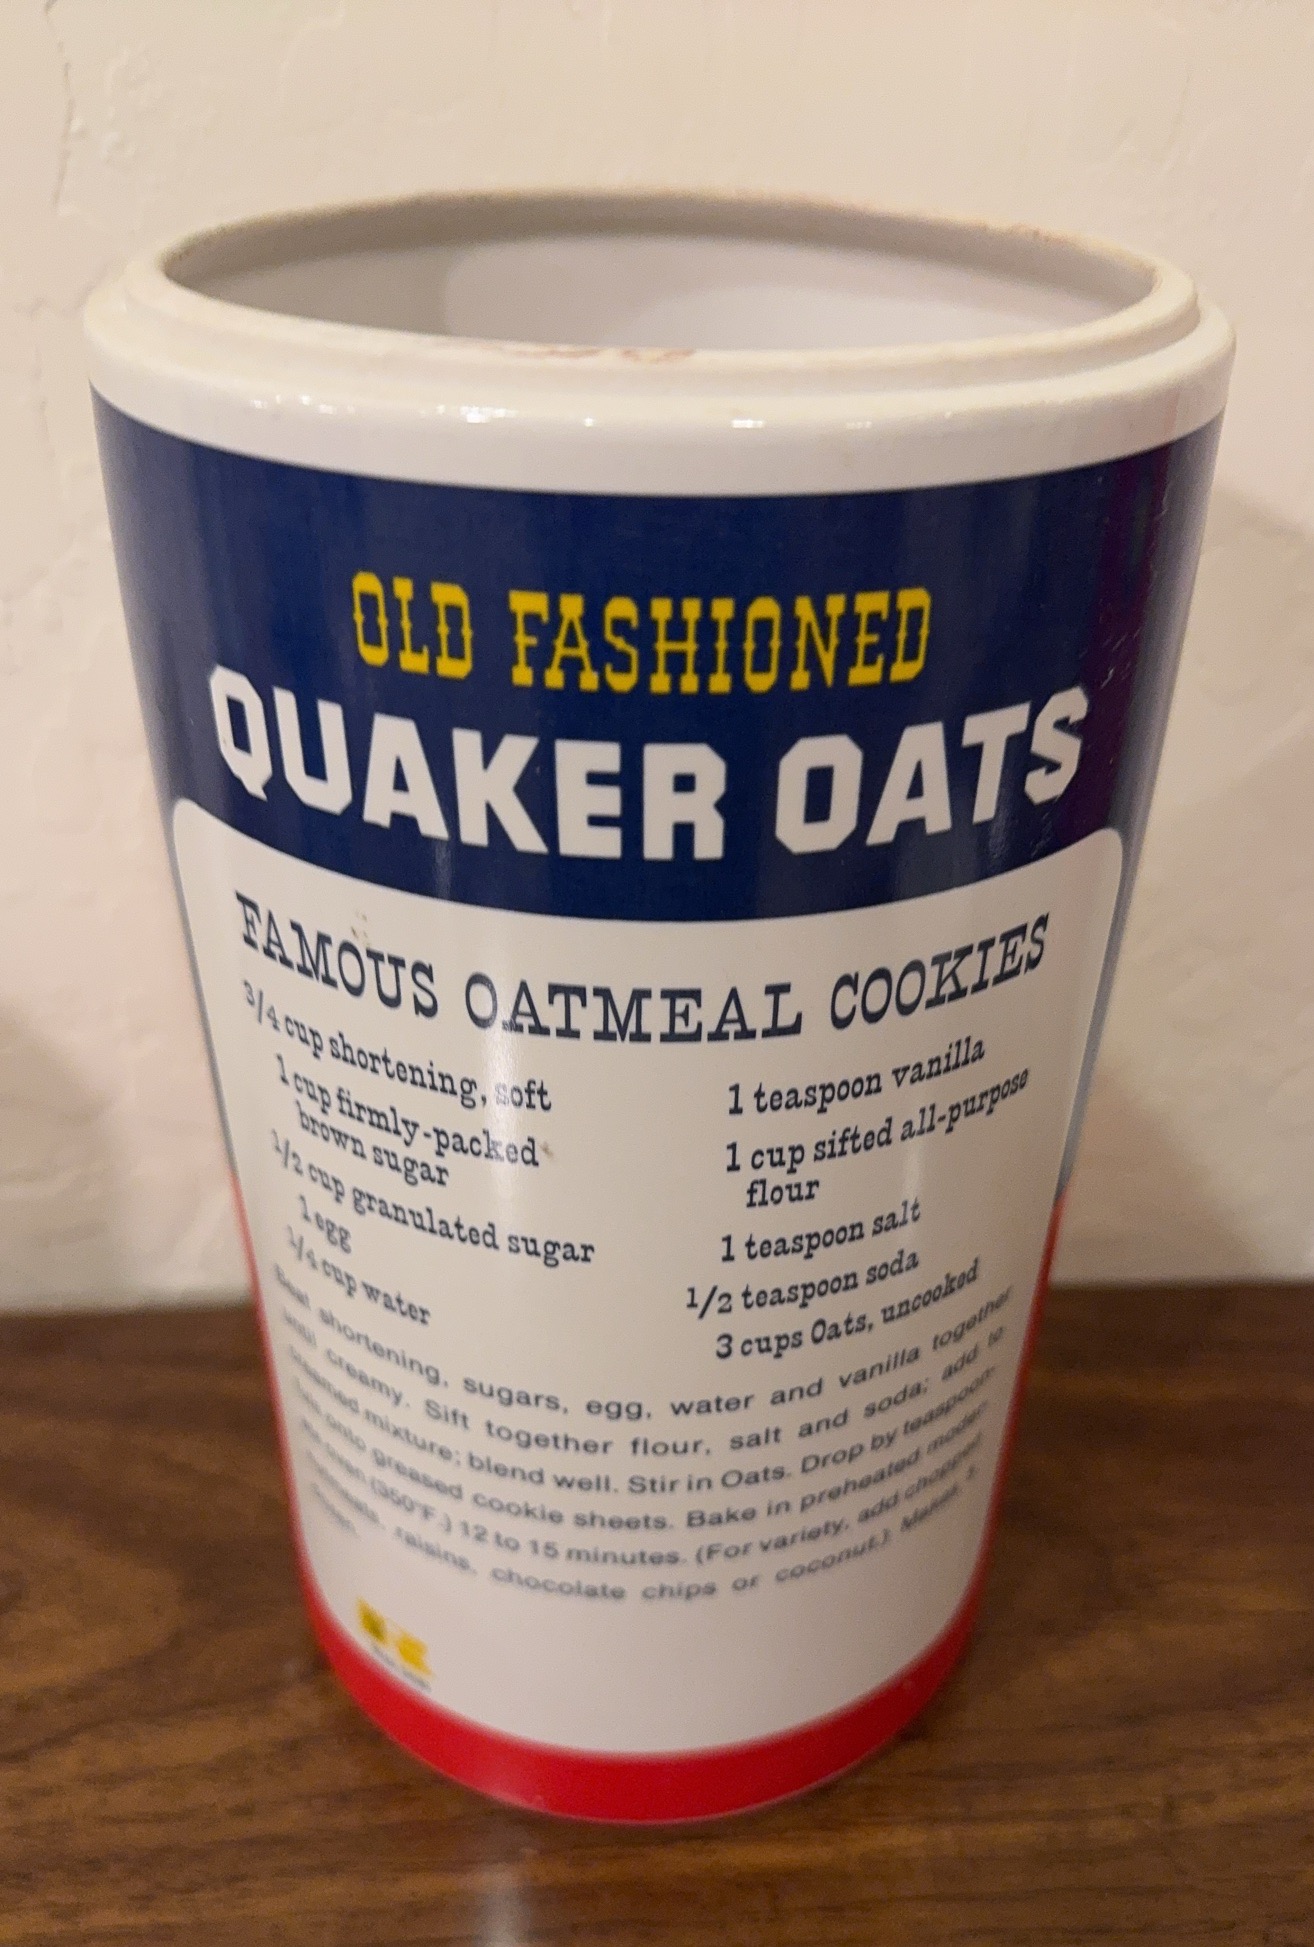 OLD FASHIONED
QUAKER OATS
FAMOUS OATMEAL COOKIES
3/4 cup shortening, soft
1 cup firmly-packed
brown sugar
1/2 cup granulated sugar
1 egg
1/4 cup water
1 teaspoon vanilla
1 cup sifted all-purpose
flour
1 teaspoon salt
1/2 teaspoon soda
3 cups Oats, uncooked
Beat shortening, sugars, egg, water and vanilla together
until creamy. Sift together flour, salt and soda; add to
creamed mixture; blend well. Stir in Oats. Drop by teaspoon-
fuls onto greased cookie sheets. Bake in preheated moder-
ate oven (350°F.) 12 to 15 minutes. (For variety, add chopped
raisins, chocolate chips or coconut.) Makes 5